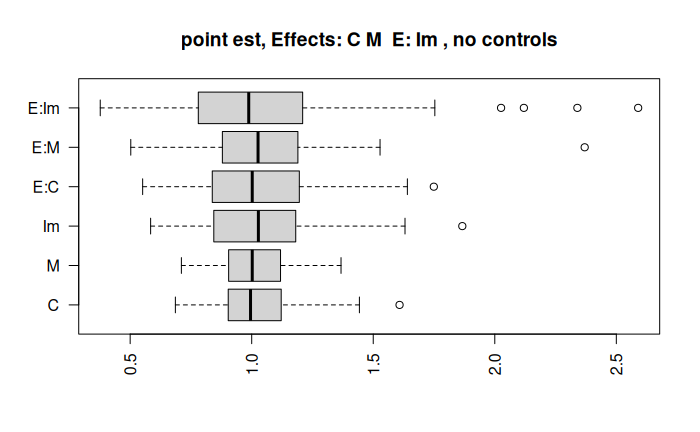 point est, Effects: C M  E: Im , no controls
E:Im
E:M
E:C
Im
M
C
0.5 1.0 1.5 2.0 2.5